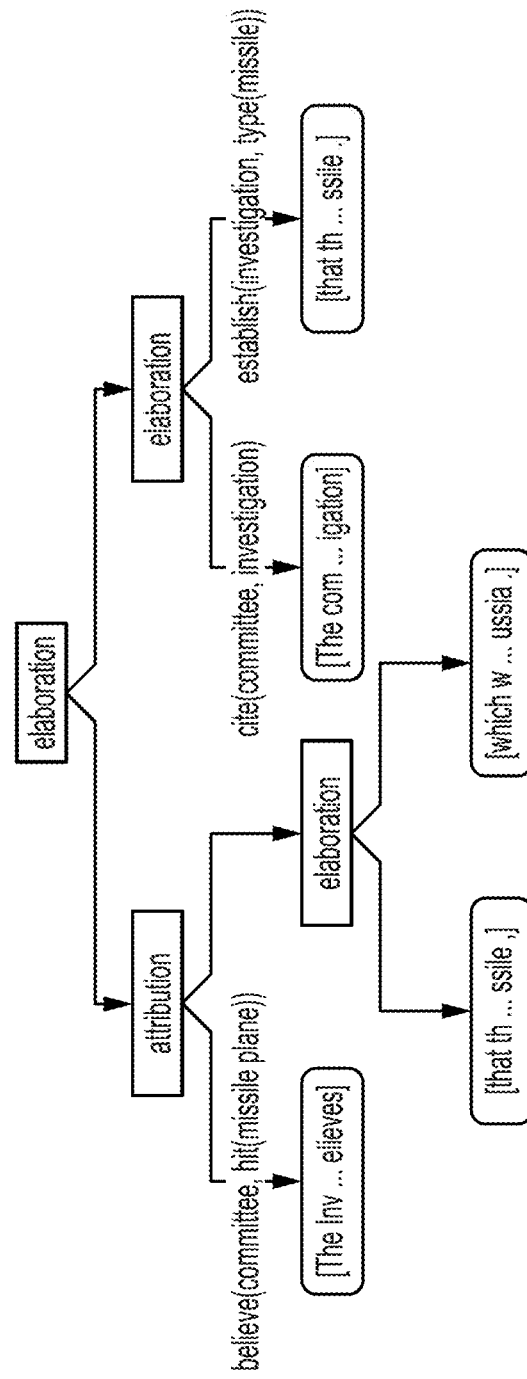 elaboration
attribution
elaboration
believe(committee, hit(missile plane))
cite(committee, investigation)
establish(investigation, type(missile))
[The Inv ... elieves]
elaboration
[The com ... igation]
[that th ... ssile .]
[that th ... ssile ,]
[which w ... ussia .]